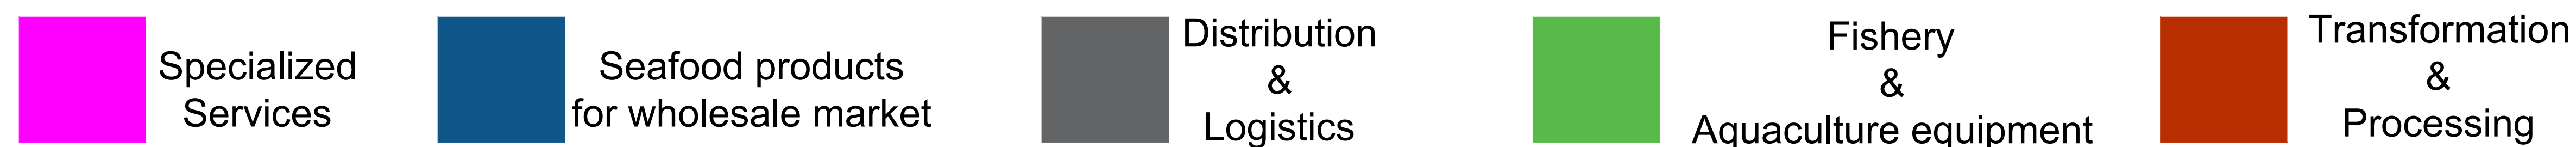 Specialized
Services
Seafood products
for wholesale market
Distribution
&
Logistics
Fishery
&
Aquaculture equipment
Transformation
&
Processing